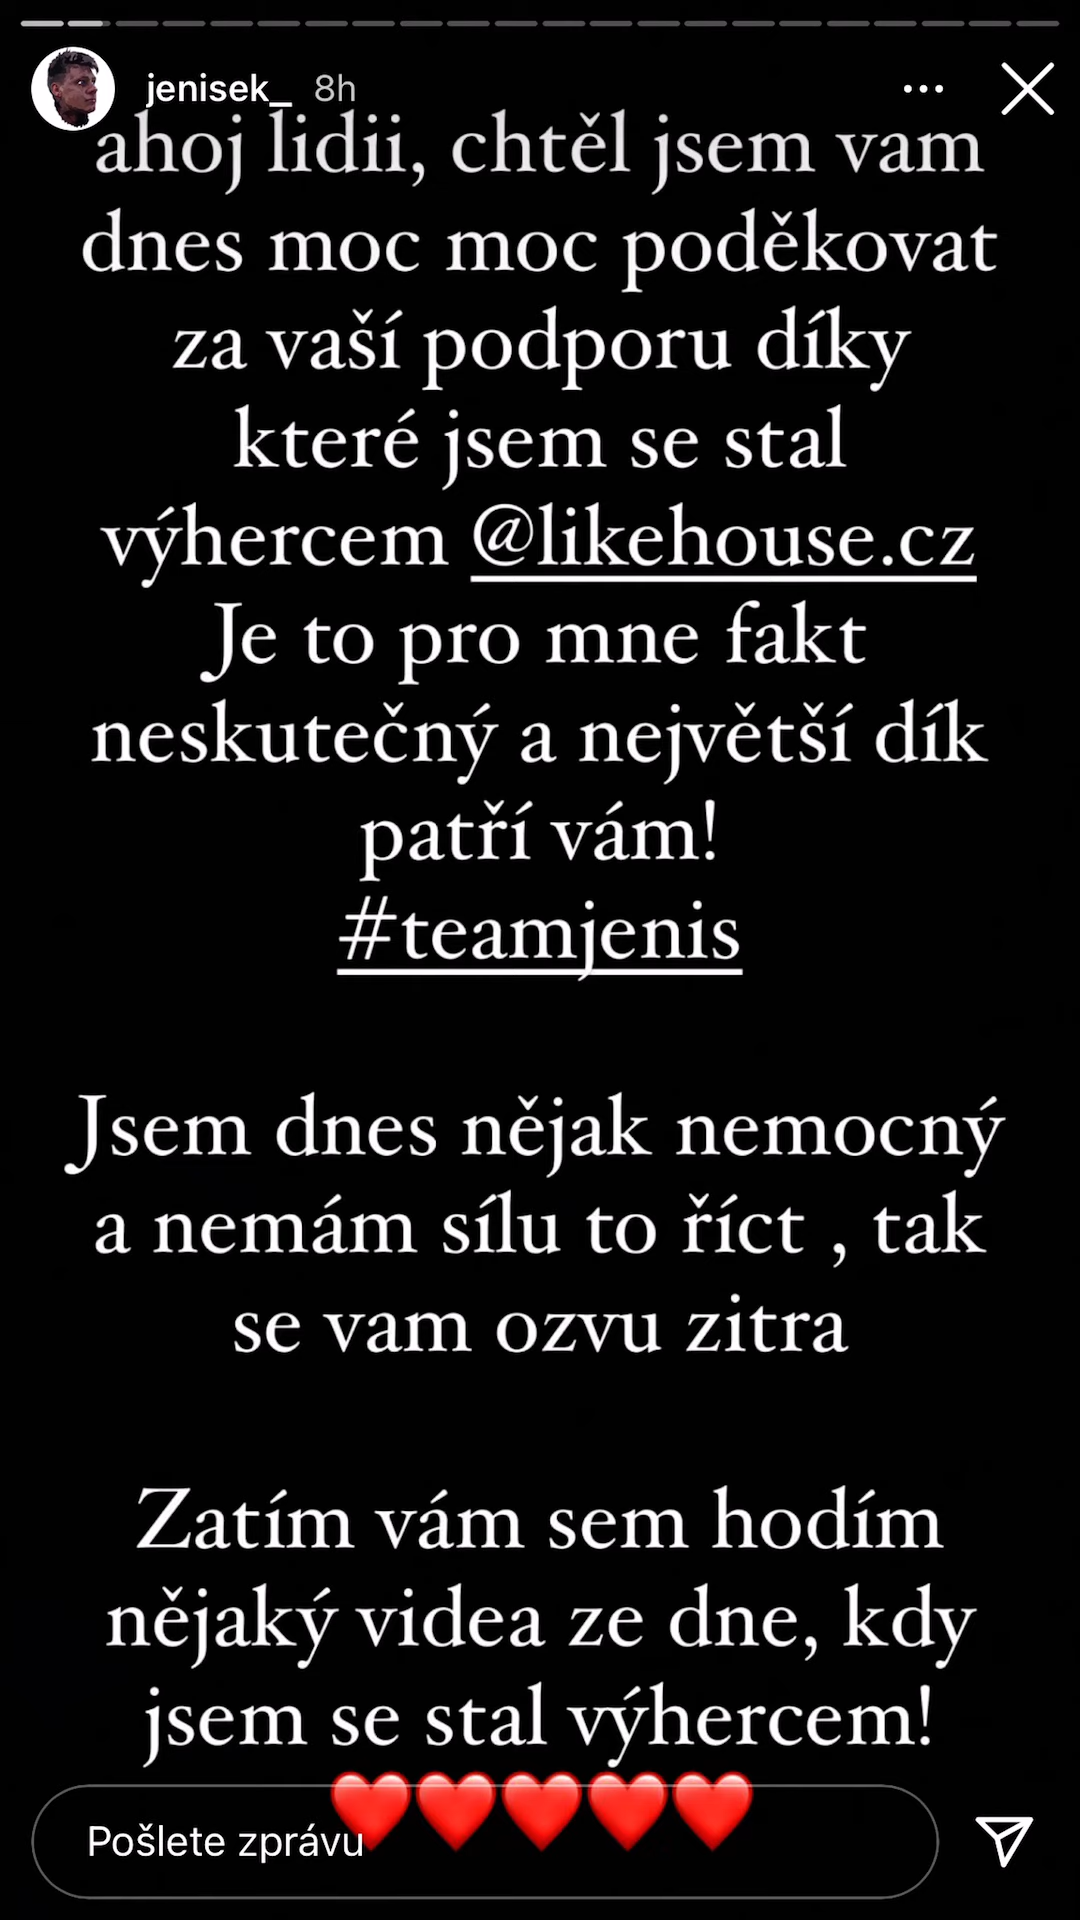 jenisek_ 8h
ahoj lidii, chtěl jsem vam
dnes moc moc poděkovat
za vaší podporu díky
které jsem se stal
výhercem @likehouse.cz
Je to pro mne fakt
neskutečný a největší dík
patří vám!
#teamjenis
Jsem dnes nějak nemocný
a nemám sílu to říct , tak
se vam ozvu zitra
Zatím vám sem hodím
nějaký videa ze dne, kdy
jsem se stal výhercem!
❤️❤️❤️❤️❤️
Pošlete zprávu